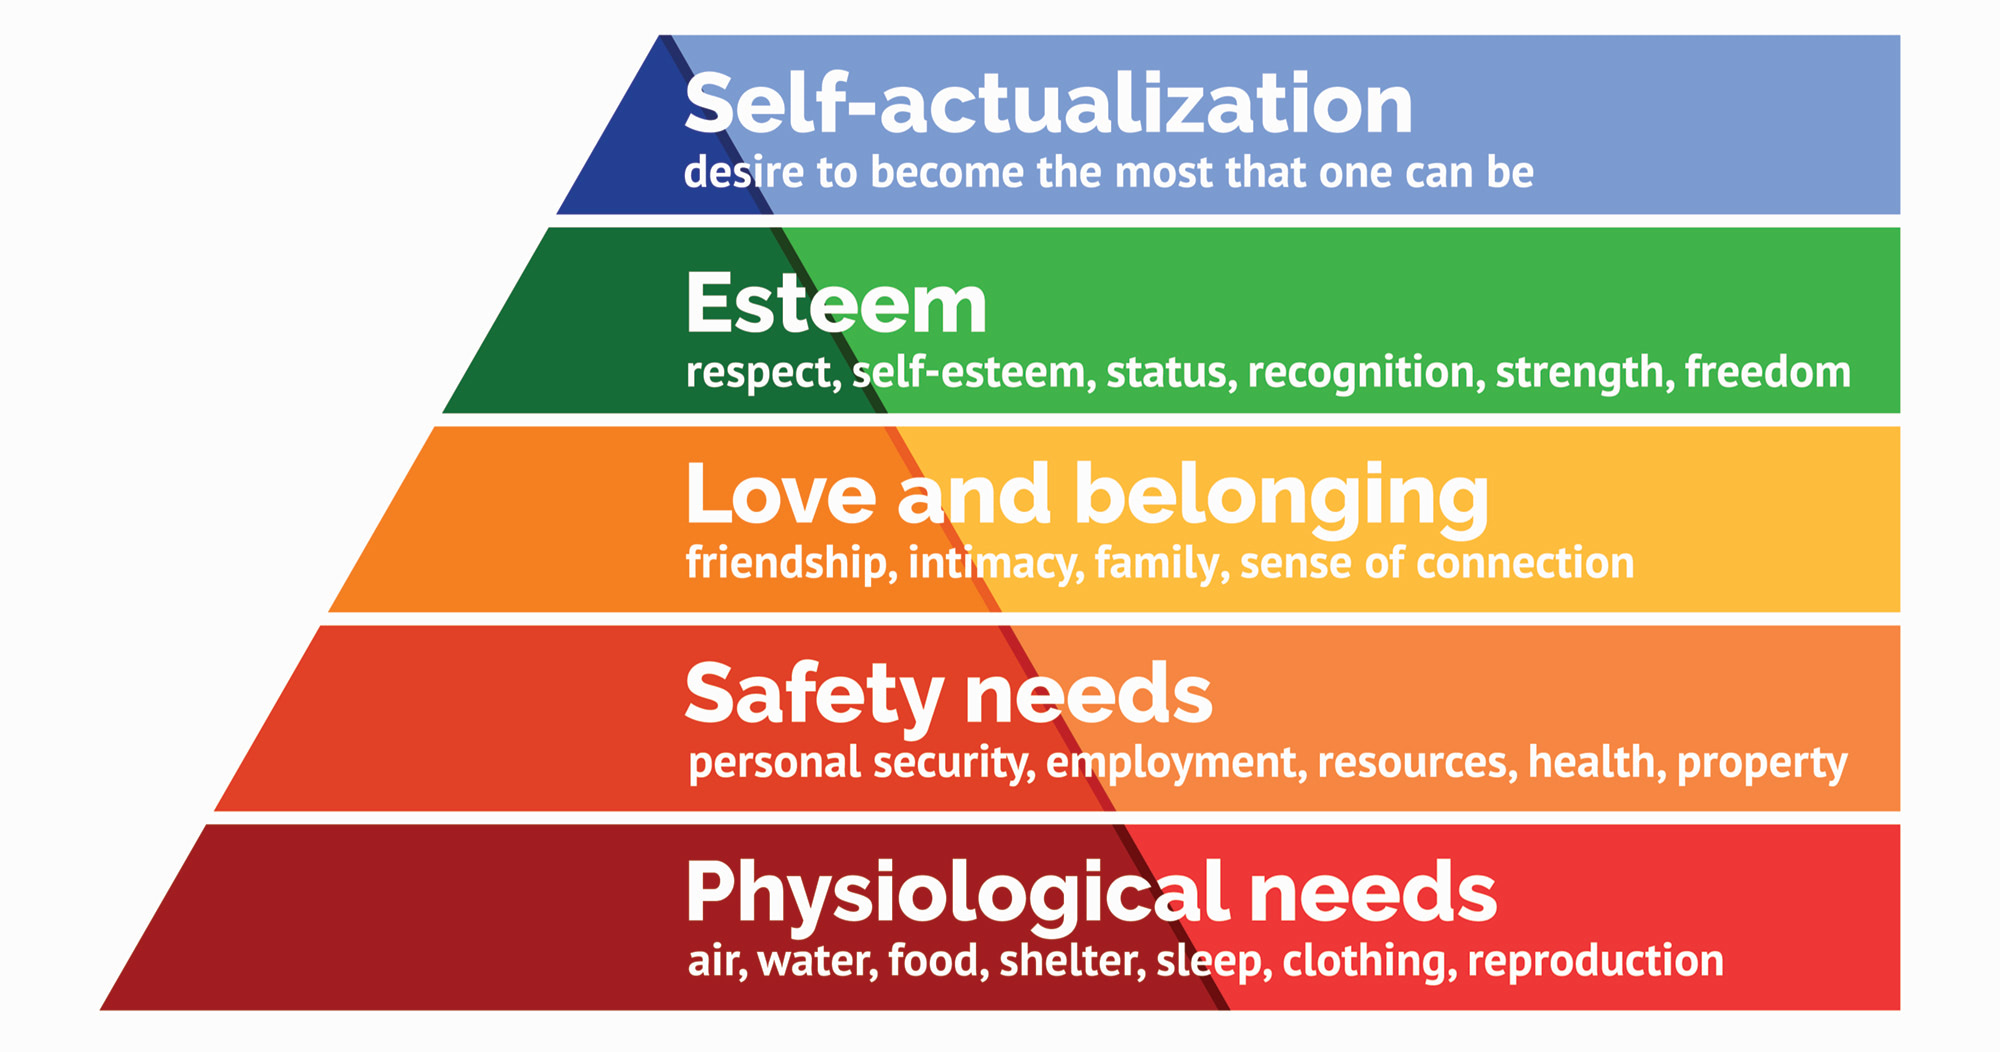 Self-actualization
desire to become the most that one can be
Esteem
respect, self-esteem, status, recognition, strength, freedom
Love and belonging
friendship, intimacy, family, sense of connection
Safety needs
personal security, employment, resources, health, property
Physiological needs
air, water, food, shelter, sleep, clothing, reproduction